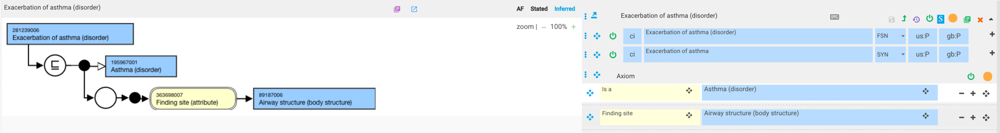 Exacerbation of asthma (disorder)
AF Stated Inferred
zoom | − 100% +
281239006
Exacerbation of asthma (disorder)
⊑
195967001
Asthma (disorder)
363698007
Finding site (attribute)
89187006
Airway structure (body structure)
Exacerbation of asthma (disorder)
S
ci Exacerbation of asthma (disorder) FSN us:P gb:P
ci Exacerbation of asthma SYN us:P gb:P
Axiom
Is a Asthma (disorder)
Finding site Airway structure (body structure)